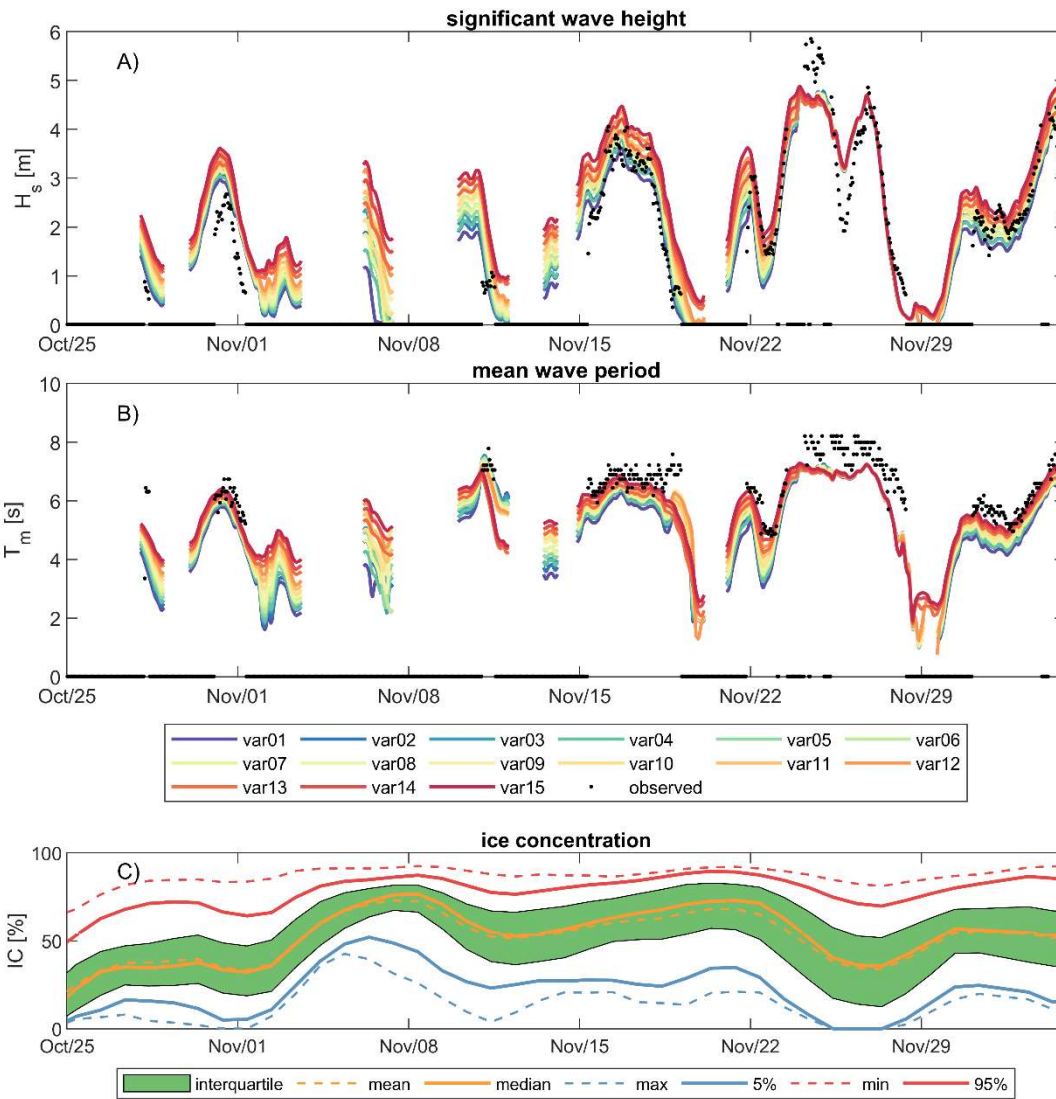 significant wave height
A)
H_s [m]
6
5
4
3
2
1
0
Oct/25 Nov/01 Nov/08 Nov/15 Nov/22 Nov/29
mean wave period
B)
T_m [s]
10
8
6
4
2
0
Oct/25 Nov/01 Nov/08 Nov/15 Nov/22 Nov/29
var01 var02 var03 var04 var05 var06
var07 var08 var09 var10 var11 var12
var13 var14 var15 observed
ice concentration
C)
IC [%]
100
50
0
Oct/25 Nov/01 Nov/08 Nov/15 Nov/22 Nov/29
interquartile mean median max 5% min 95%